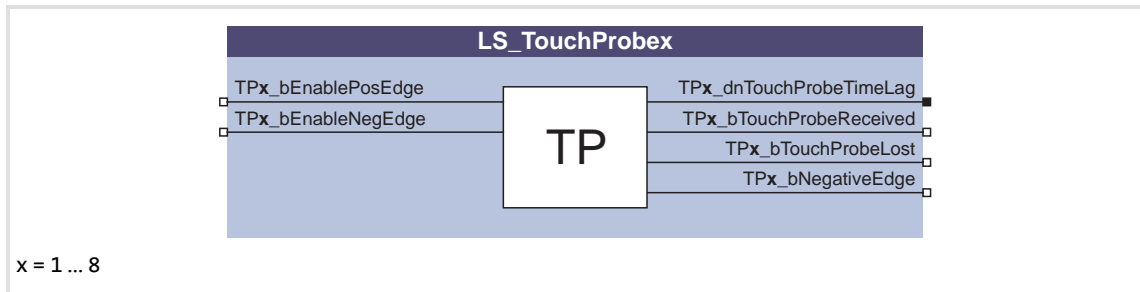 LS_TouchProbex
TPx_bEnablePosEdge
TPx_bEnableNegEdge
TP
TPx_dnTouchProbeTimeLag
TPx_bTouchProbeReceived
TPx_bTouchProbeLost
TPx_bNegativeEdge
x = 1 ... 8